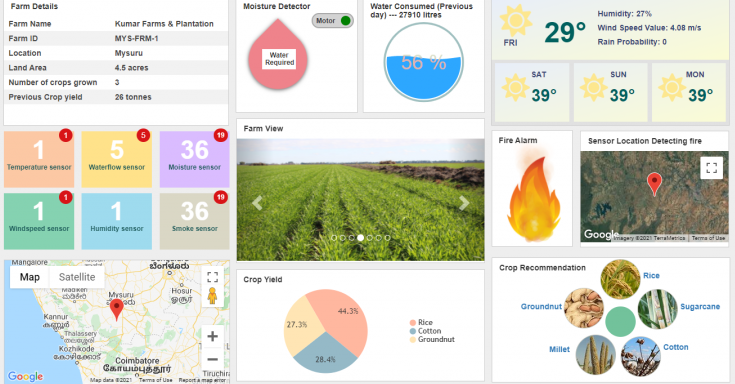 Farm Details
Farm Name Kumar Farms & Plantation
Farm ID MYS-FRM-1
Location Mysuru
Land Area 4.5 acres
Number of crops grown 3
Previous Crop yield 26 tonnes
Moisture Detector
Motor
Water
Required
Water Consumed (Previous
day) --- 27910 litres
56 %
FRI
29°
Humidity: 27%
Wind Speed Value: 4.08 m/s
Rain Probability: 0
SAT
39°
SUN
39°
MON
39°
1
1
Temperature sensor
5
5
Waterflow sensor
19
36
Moisture sensor
1
1
Windspeed sensor
1
Humidity sensor
19
36
Smoke sensor
Farm View
Fire Alarm
Sensor Location Detecting fire
Google
Imagery ©2021 TerraMetrics
Terms of Use
Map
Satellite
Mangalore
Bengaluru
ಬೆಂಗಳೂರು
Hosur
ஓசூர்
Mysuru
ಮೈಸೂರು
Kannur
കണ്ണൂർ
Thalassery
Kozhikode
Coimbatore
கோயம்புத்தூர்
Tiruchira
Google
Map data ©2021
Terms of Use
Report a map error
Crop Yield
44.3%
27.3%
28.4%
Rice
Cotton
Groundnut
Crop Recommendation
Rice
Groundnut
Sugarcane
Millet
Cotton